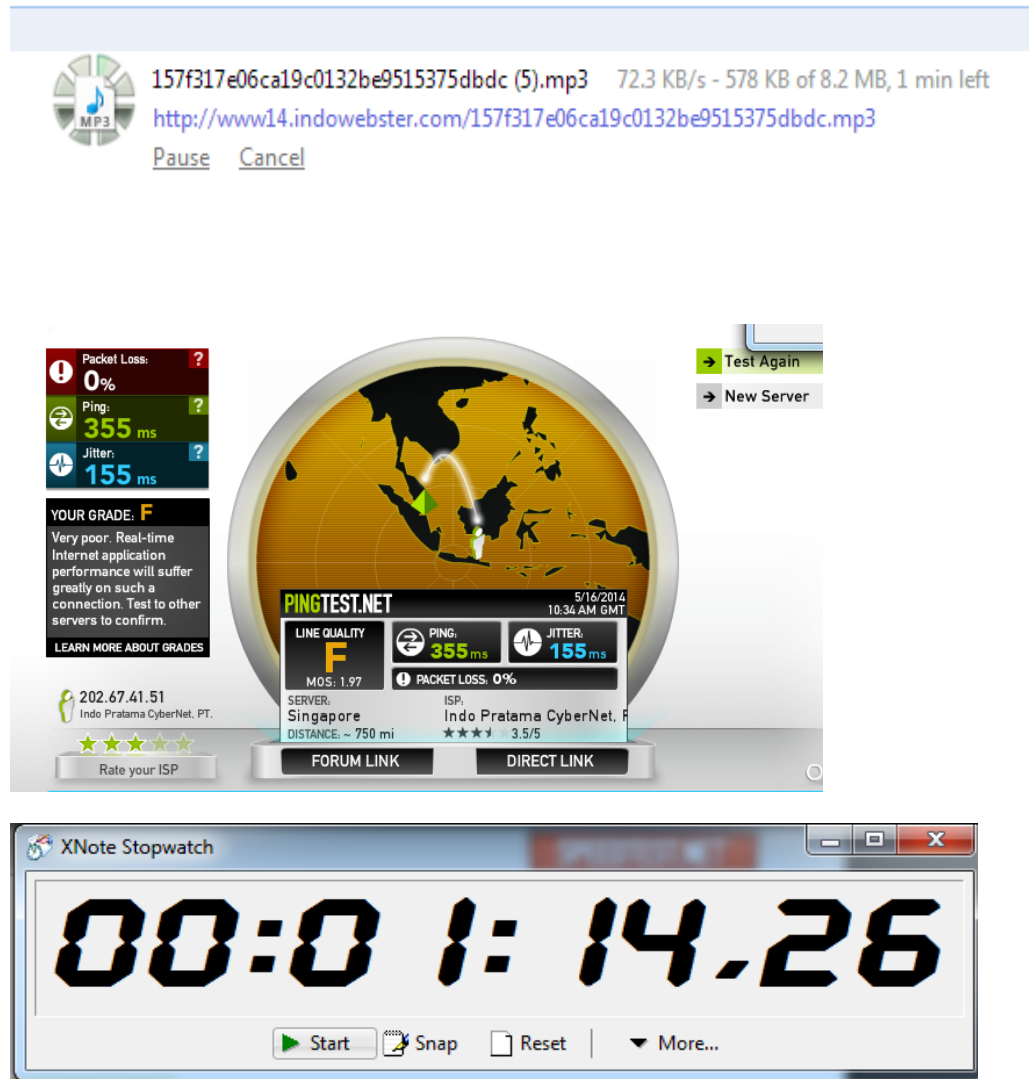 157f317e06ca19c0132be9515375dbdc (5).mp3 72.3 KB/s - 578 KB of 8.2 MB, 1 min left
MP3
http://www14.indowebster.com/157f317e06ca19c0132be9515375dbdc.mp3
Pause Cancel
Packet Loss: ?
0%
Ping: ?
355 ms
Jitter: ?
155 ms
YOUR GRADE: F
Very poor. Real-time
Internet application
performance will suffer
greatly on such a
connection. Test to other
servers to confirm.
LEARN MORE ABOUT GRADES
202.67.41.51
Indo Pratama CyberNet, PT.
Rate your ISP
Test Again
New Server
PINGTEST.NET
5/16/2014
10:34 AM GMT
LINE QUALITY
F
MOS: 1.97
PING:
355 ms
JITTER:
155 ms
PACKET LOSS: 0%
SERVER:
Singapore
DISTANCE: ~ 750 mi
ISP:
Indo Pratama CyberNet,
3.5/5
FORUM LINK
DIRECT LINK
XNote Stopwatch
SPEEDTEST.NET
00:01:14.26
Start Snap Reset More...